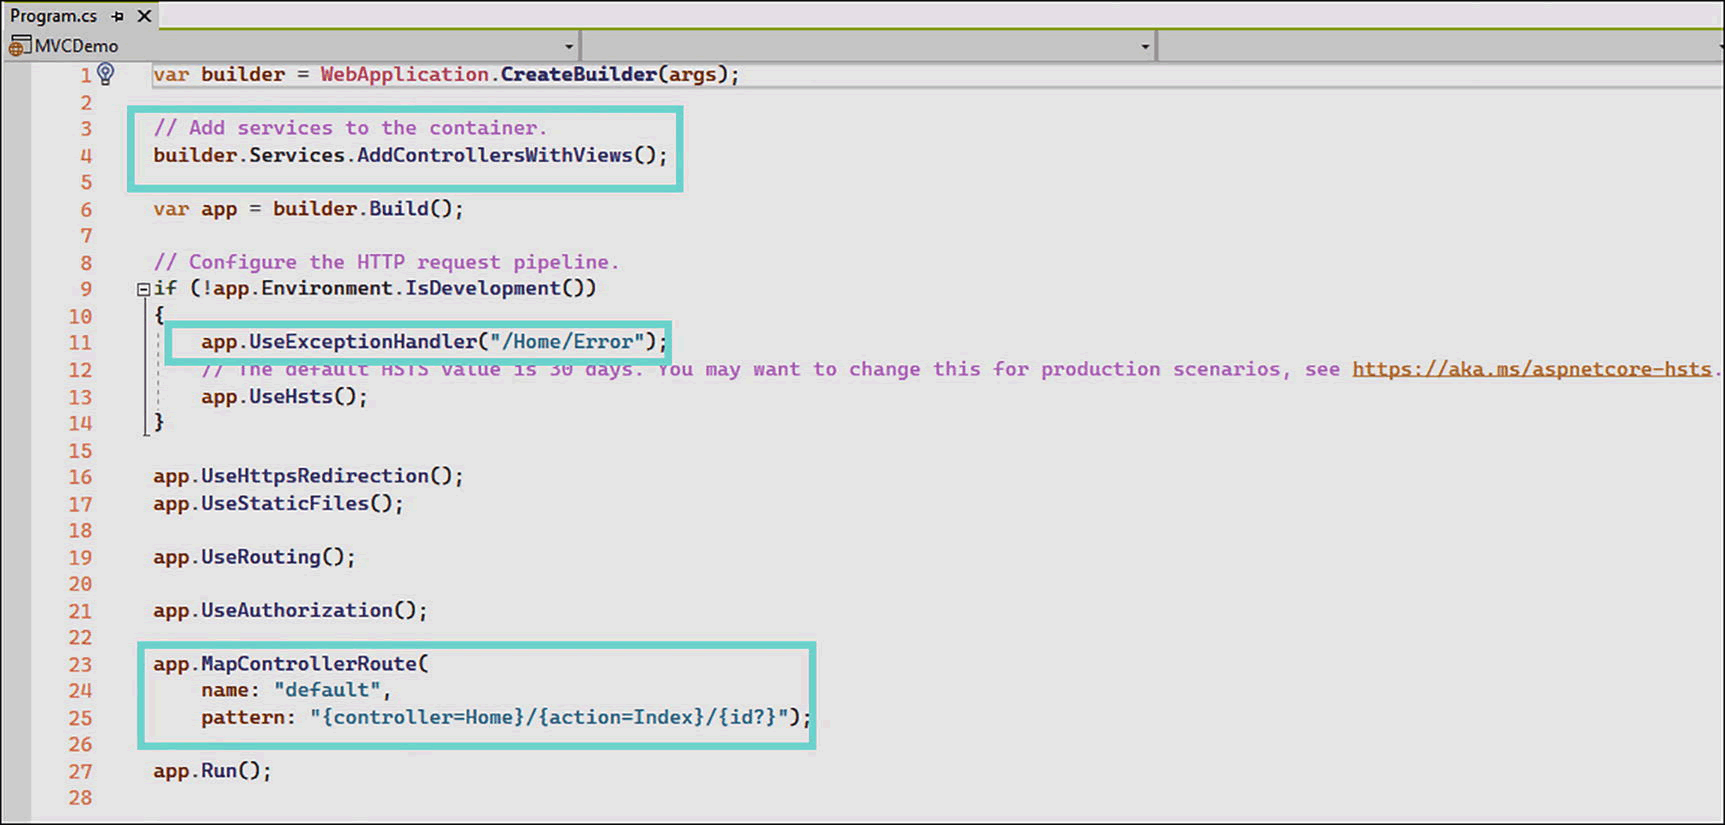 Program.cs
MVCDemo
1 var builder = WebApplication.CreateBuilder(args);
2
3 // Add services to the container.
4 builder.Services.AddControllersWithViews();
5
6 var app = builder.Build();
7
8 // Configure the HTTP request pipeline.
9 if (!app.Environment.IsDevelopment())
10 {
11 app.UseExceptionHandler("/Home/Error");
12 // The default HSTS value is 30 days. You may want to change this for production scenarios, see https://aka.ms/aspnetcore-hsts.
13 app.UseHsts();
14 }
15
16 app.UseHttpsRedirection();
17 app.UseStaticFiles();
18
19 app.UseRouting();
20
21 app.UseAuthorization();
22
23 app.MapControllerRoute(
24 name: "default",
25 pattern: "{controller=Home}/{action=Index}/{id?}");
26
27 app.Run();
28